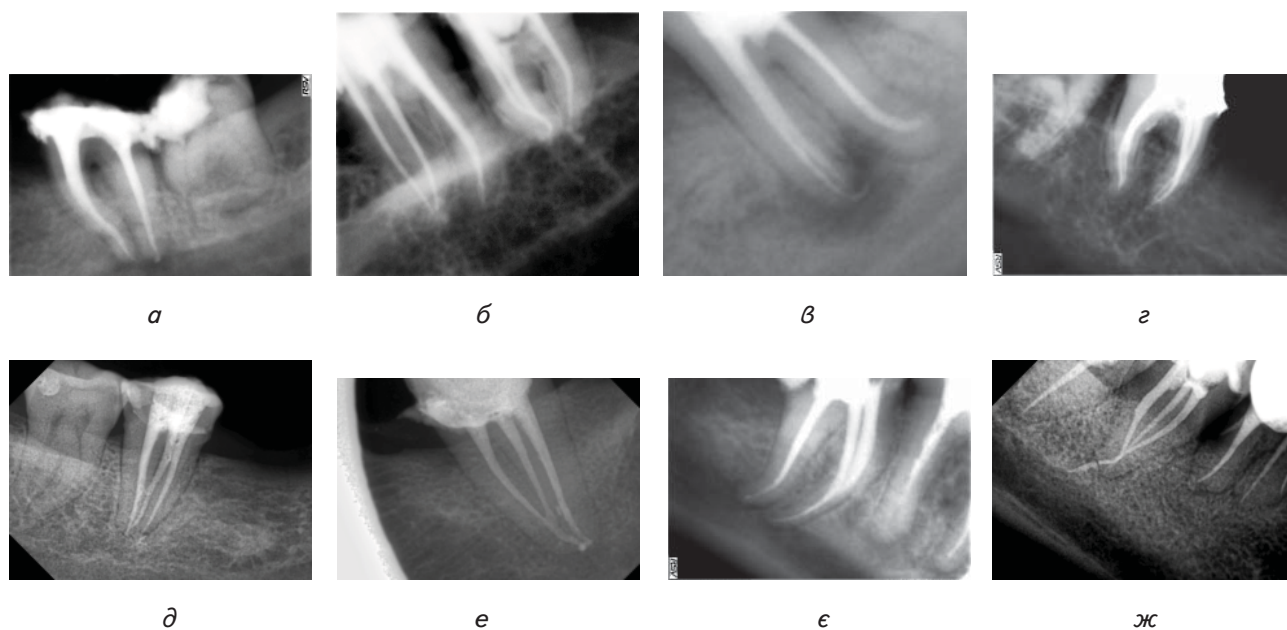 а б в г
д е є ж